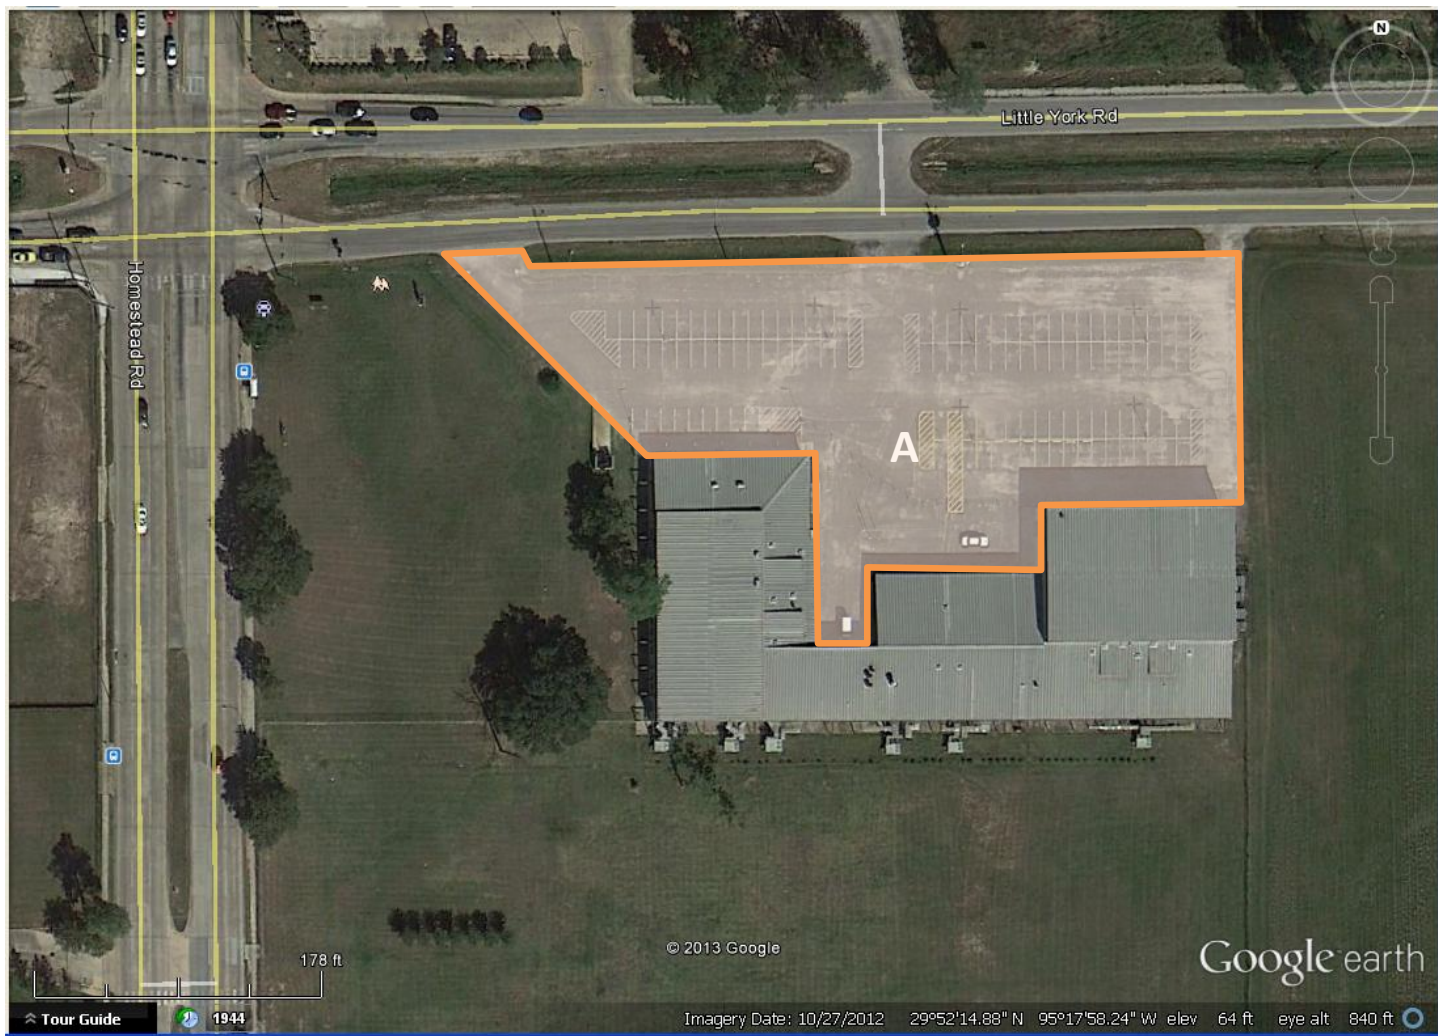 N
Little York Rd
Homestead Rd
A
© 2013 Google
Google earth
178 ft
Tour Guide
1944
Imagery Date: 10/27/2012 29°52'14.88" N 95°17'58.24" W elev 64 ft eye alt 840 ft